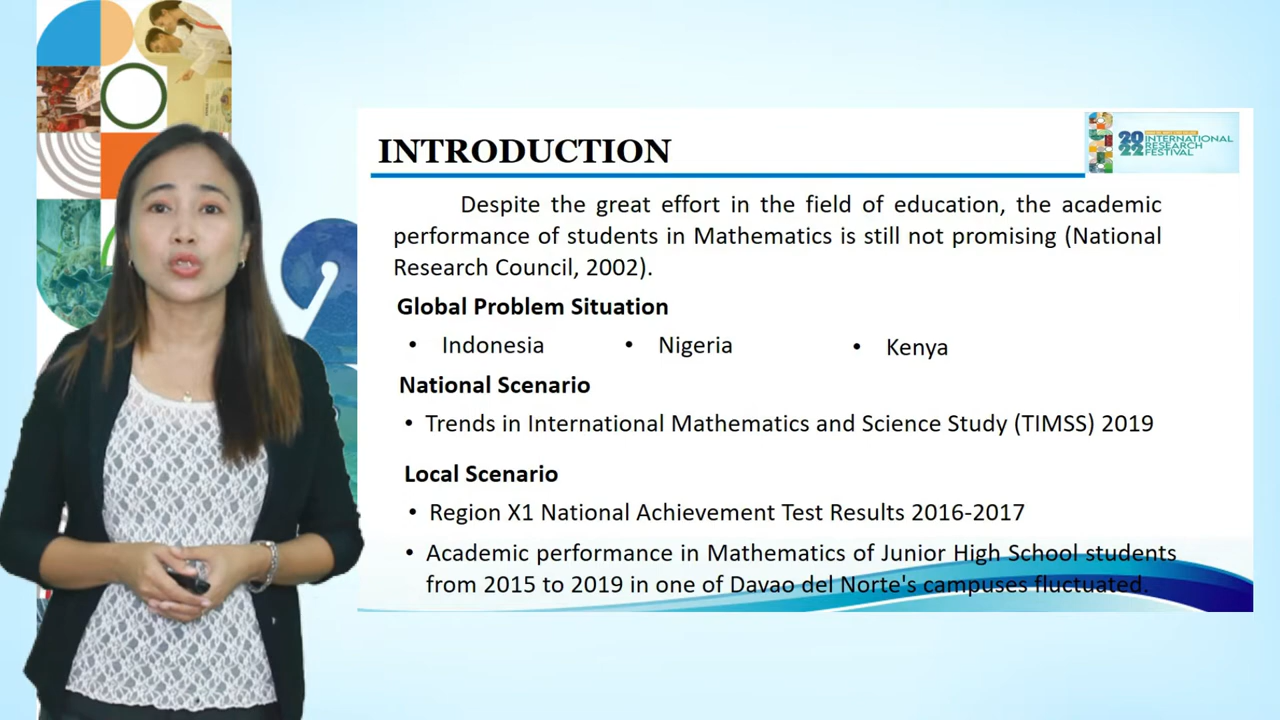 INTRODUCTION
2022 INTERNATIONAL
RESEARCH
FESTIVAL
Despite the great effort in the field of education, the academic
performance of students in Mathematics is still not promising (National
Research Council, 2002).
Global Problem Situation
• Indonesia • Nigeria • Kenya
National Scenario
• Trends in International Mathematics and Science Study (TIMSS) 2019
Local Scenario
• Region X1 National Achievement Test Results 2016-2017
• Academic performance in Mathematics of Junior High School students
from 2015 to 2019 in one of Davao del Norte's campuses fluctuated.